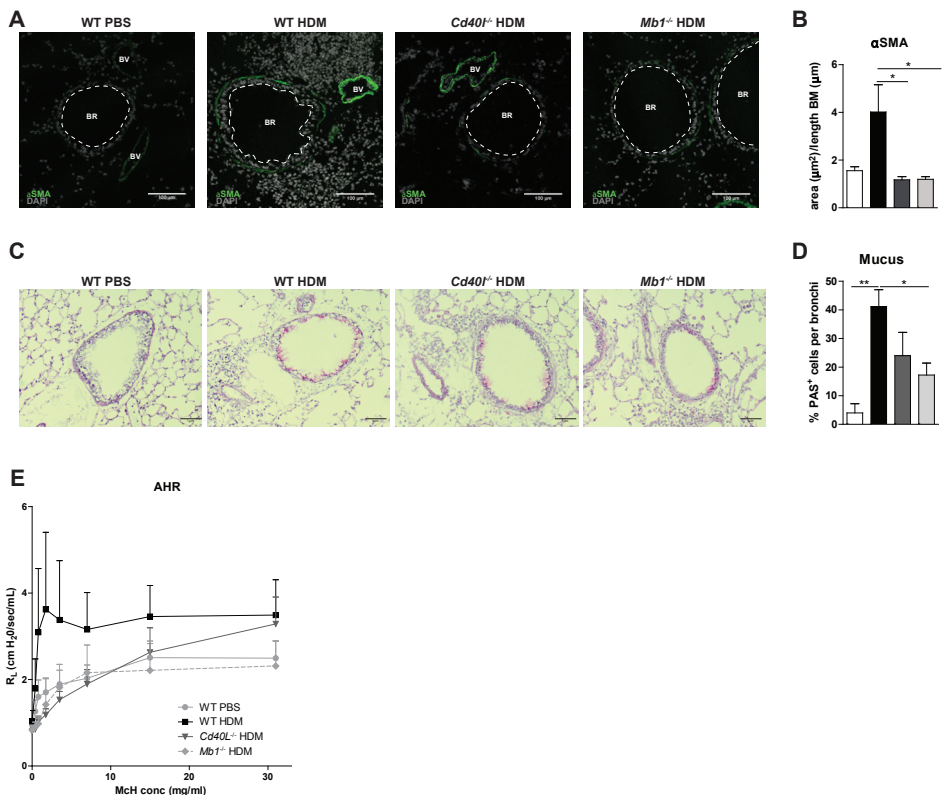 A
WT PBS
WT HDM
Cd40l-/- HDM
Mb1-/- HDM
BV
BR
BV
αSMA
DAPI
100 µm
BR
BV
αSMA
DAPI
100 µm
BV
BR
αSMA
DAPI
100 µm
BR
BR
αSMA
DAPI
100 µm
B
αSMA
area (µm²)/length BM (µm)
6
4
2
0
*
*
C
WT PBS
WT HDM
Cd40l-/- HDM
Mb1-/- HDM
D
Mucus
% PAS⁺ cells per bronchi
50
40
30
20
10
0
**
*
E
AHR
R_L (cm H₂0/sec/mL)
6
4
2
0
0
10
20
30
McH conc (mg/ml)
WT PBS
WT HDM
Cd40L-/- HDM
Mb1-/- HDM